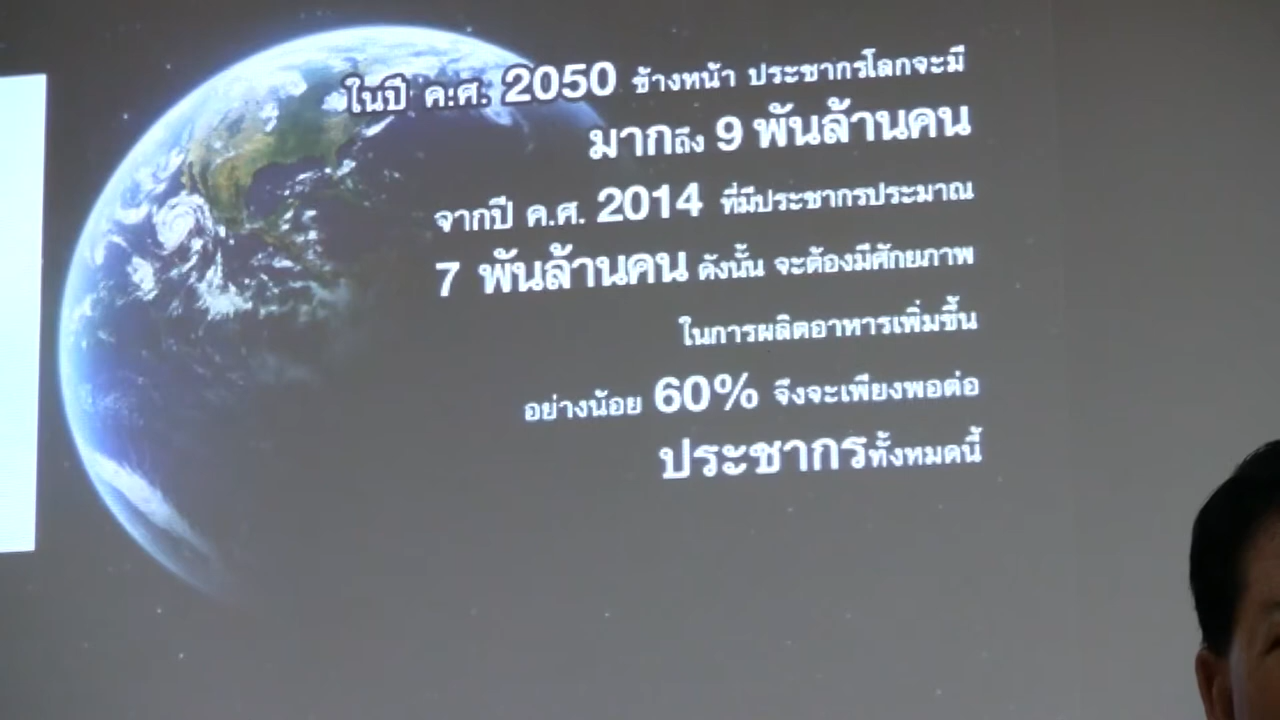 ในปี ค.ศ. 2050 ข้างหน้า ประชากรโลกจะมี
มากถึง 9 พันล้านคน
จากปี ค.ศ. 2014 ที่มีประชากรประมาณ
7 พันล้านคน ดังนั้น จะต้องมีศักยภาพ
ในการผลิตอาหารเพิ่มขึ้น
อย่างน้อย 60% จึงจะเพียงพอต่อ
ประชากรทั้งหมดนี้